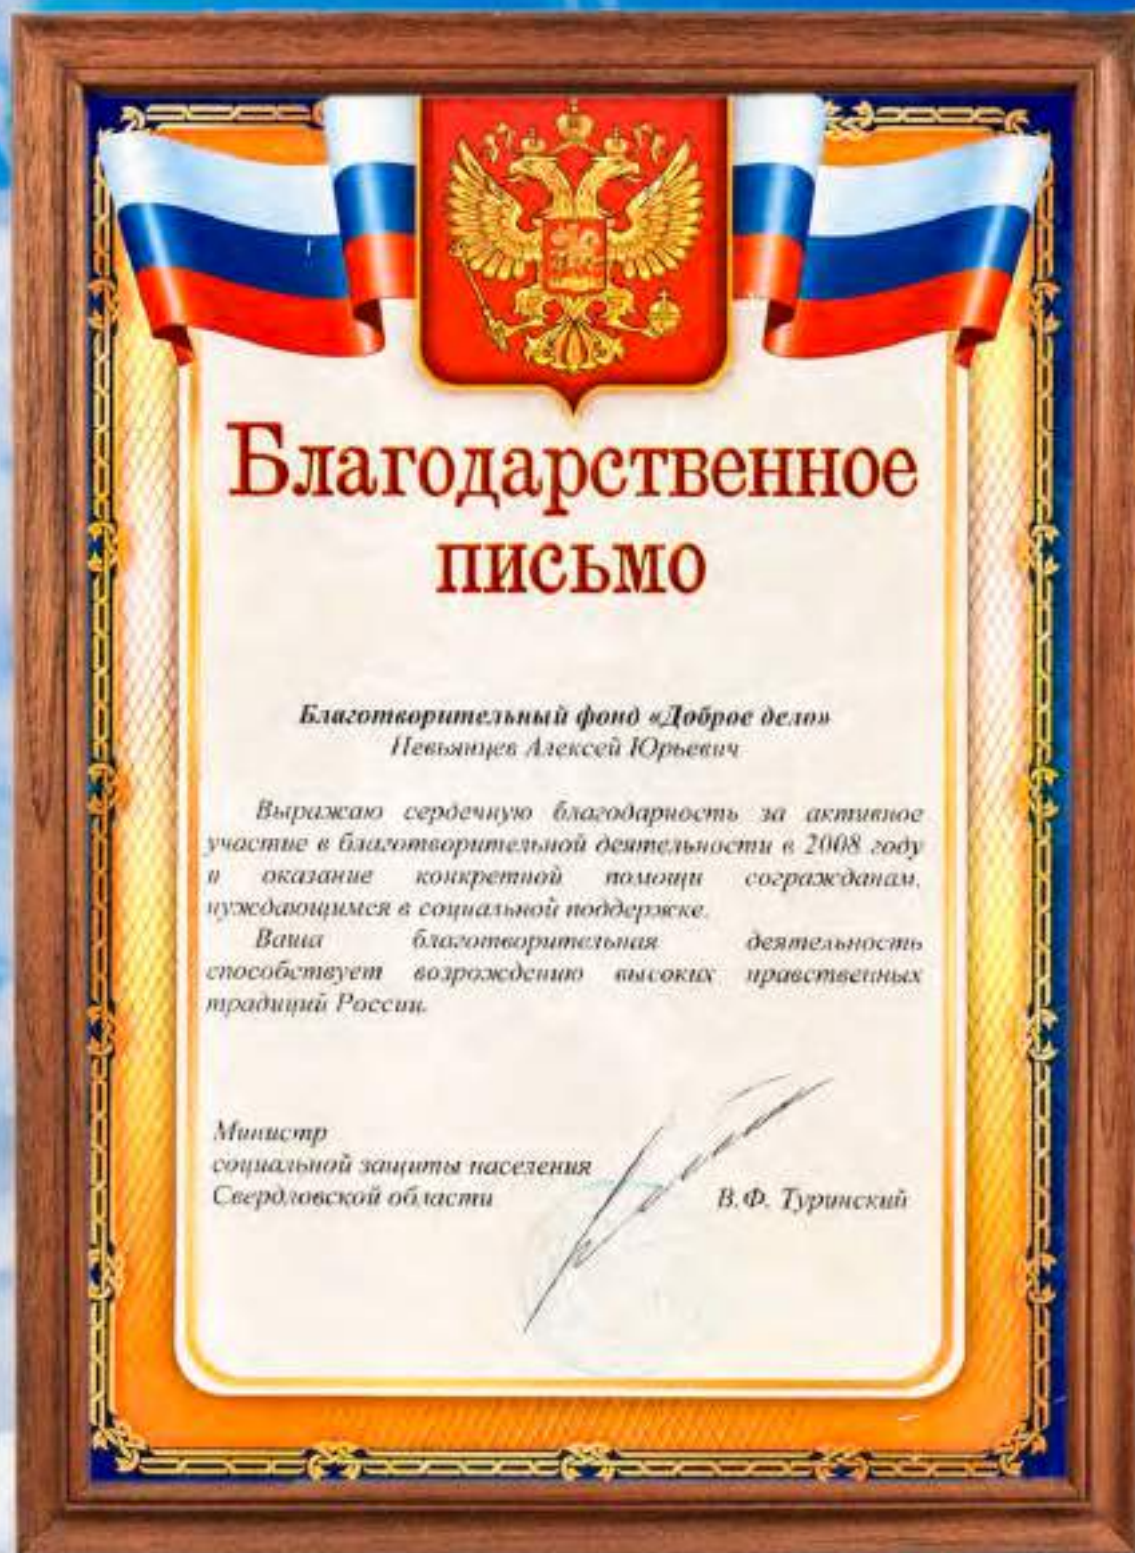 Благодарственное
письмо
Благотворительный фонд «Доброе дело»
Невьянцев Алексей Юрьевич
Выражаю сердечную благодарность за активное
участие в благотворительной деятельности в 2008 году
и оказание конкретной помощи согражданам,
нуждающимся в социальной поддержке.
Ваша благотворительная деятельность
способствует возрождению высоких нравственных
традиций России.
Министр
социальной защиты населения
Свердловской области В.Ф. Туринский